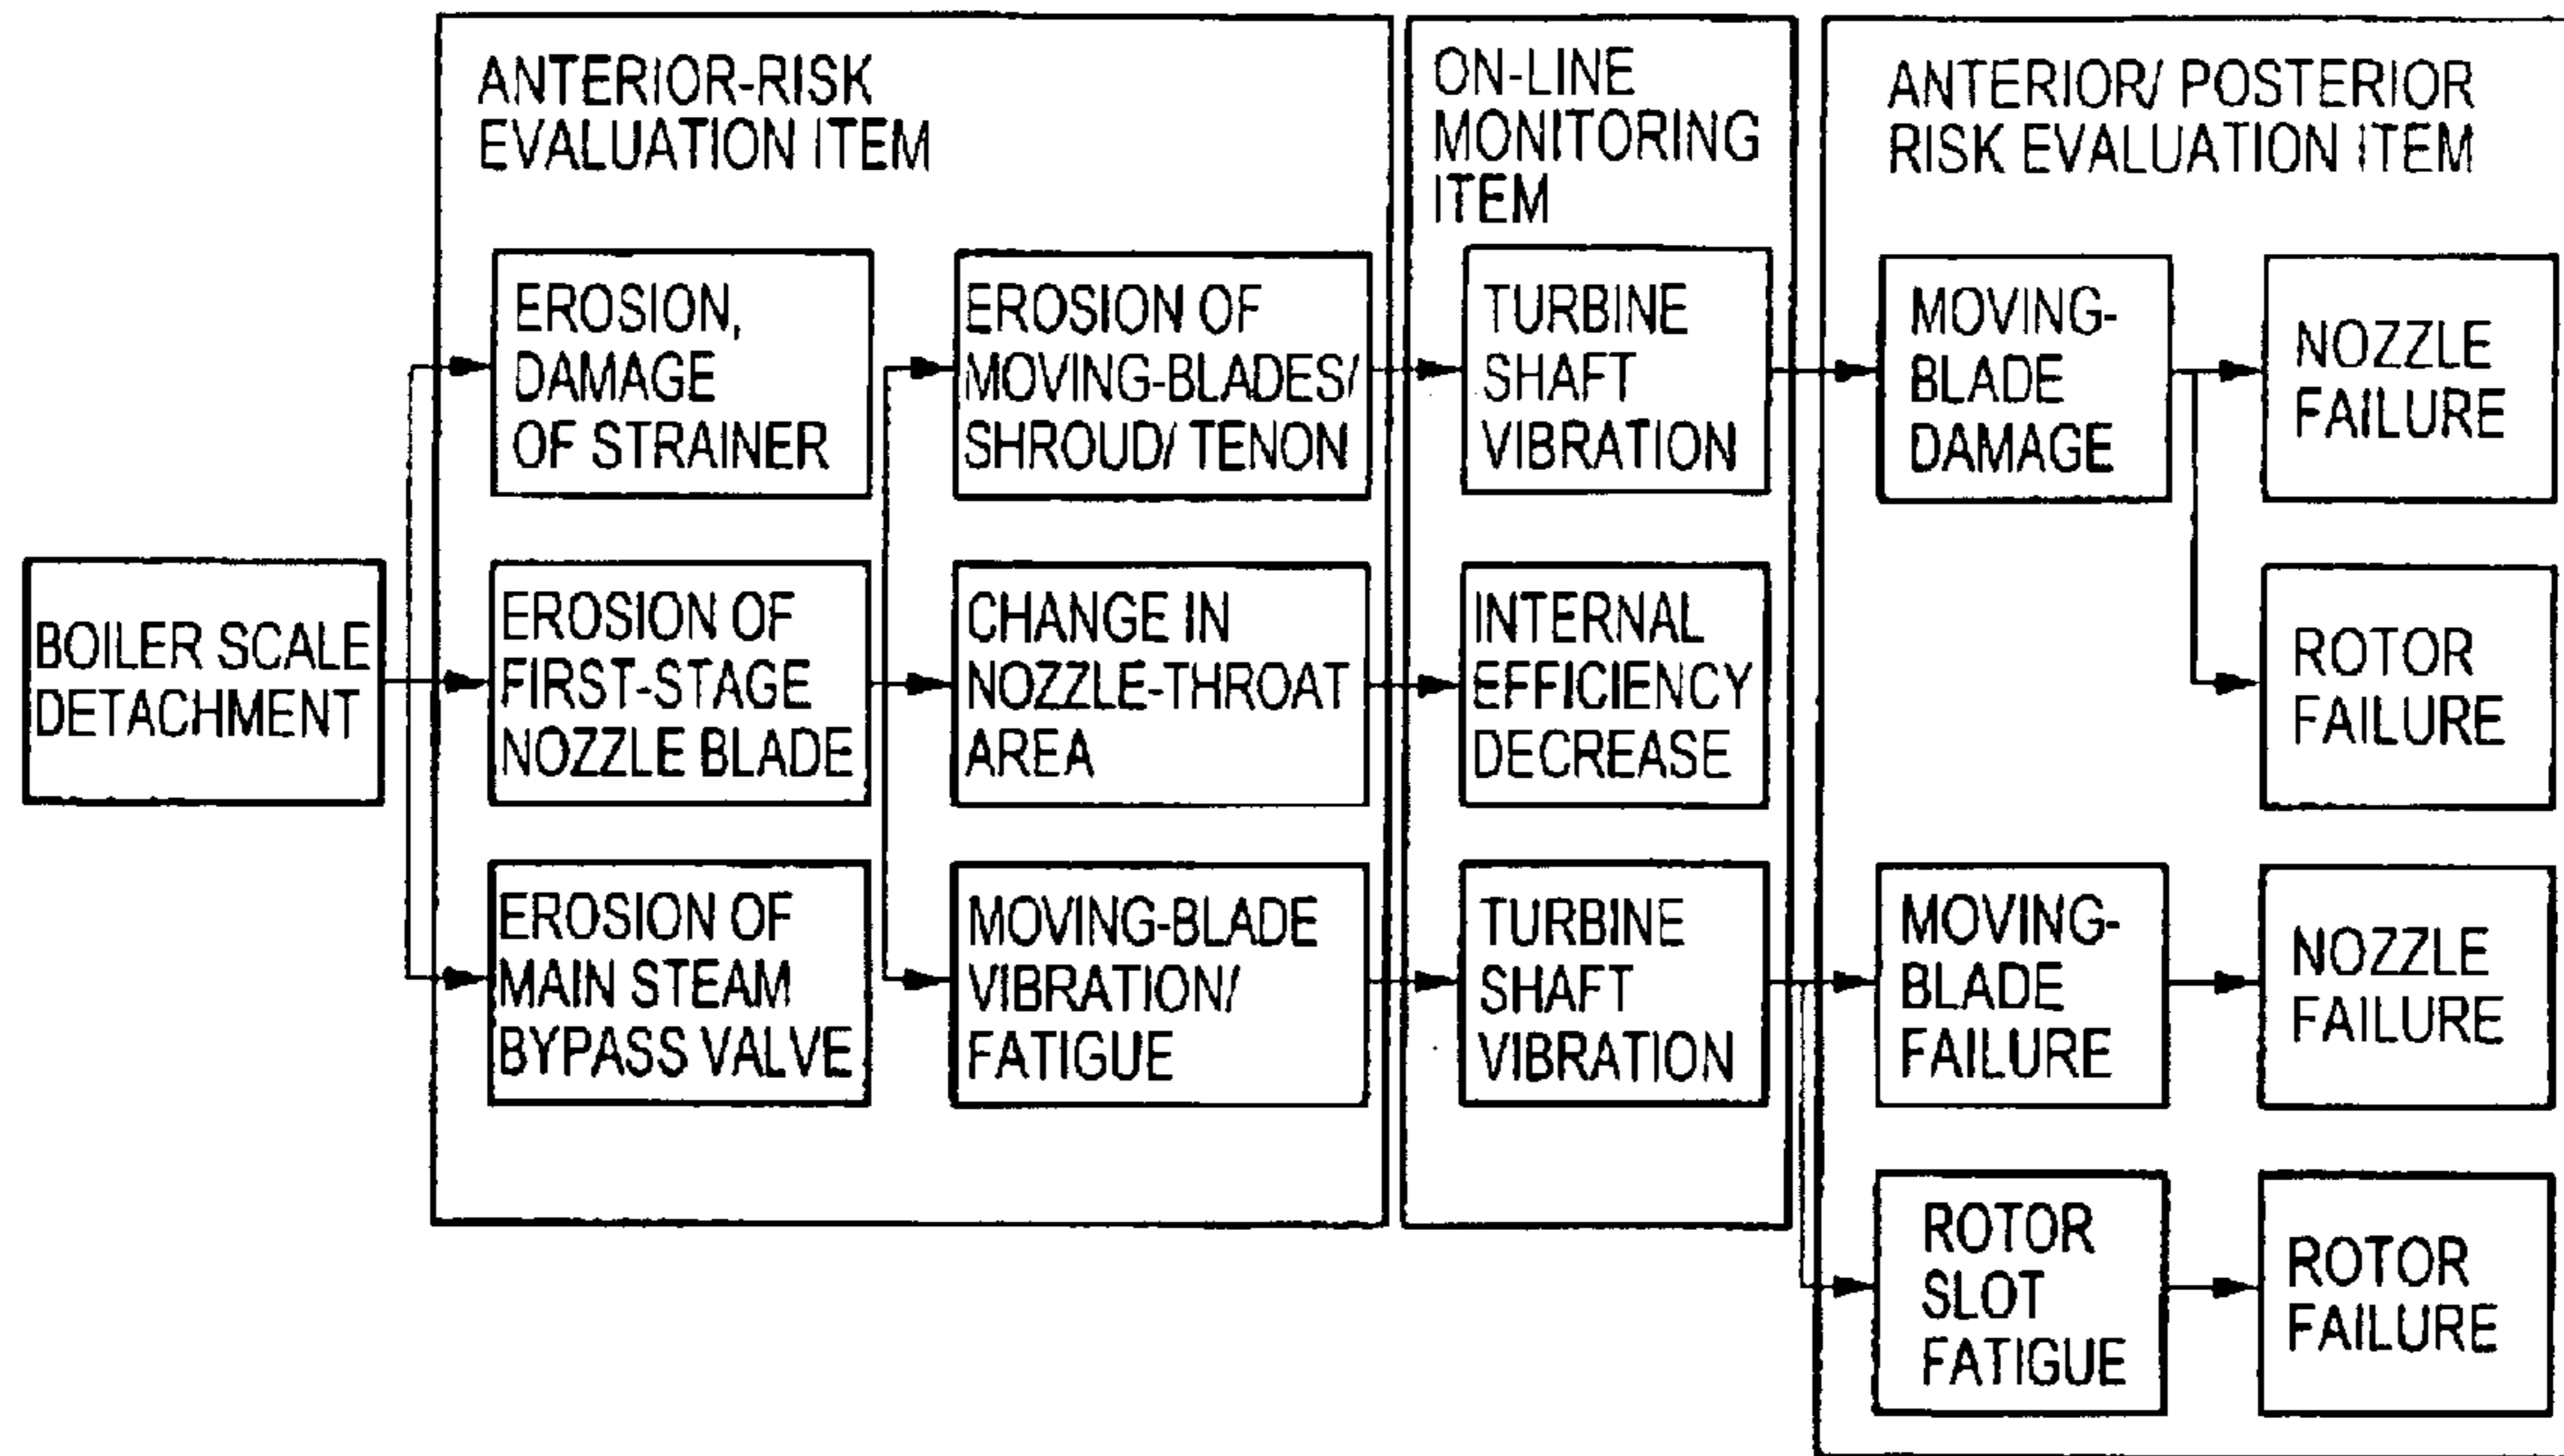 ANTERIOR-RISK
EVALUATION ITEM
ON-LINE
MONITORING
ITEM
ANTERIOR/ POSTERIOR
RISK EVALUATION ITEM
BOILER SCALE
DETACHMENT
EROSION,
DAMAGE
OF STRAINER
EROSION OF
FIRST-STAGE
NOZZLE BLADE
EROSION OF
MAIN STEAM
BYPASS VALVE
EROSION OF
MOVING-BLADES/
SHROUD/ TENON
CHANGE IN
NOZZLE-THROAT
AREA
MOVING-BLADE
VIBRATION/
FATIGUE
TURBINE
SHAFT
VIBRATION
INTERNAL
EFFICIENCY
DECREASE
TURBINE
SHAFT
VIBRATION
MOVING-
BLADE
DAMAGE
NOZZLE
FAILURE
ROTOR
FAILURE
MOVING-
BLADE
FAILURE
NOZZLE
FAILURE
ROTOR
SLOT
FATIGUE
ROTOR
FAILURE